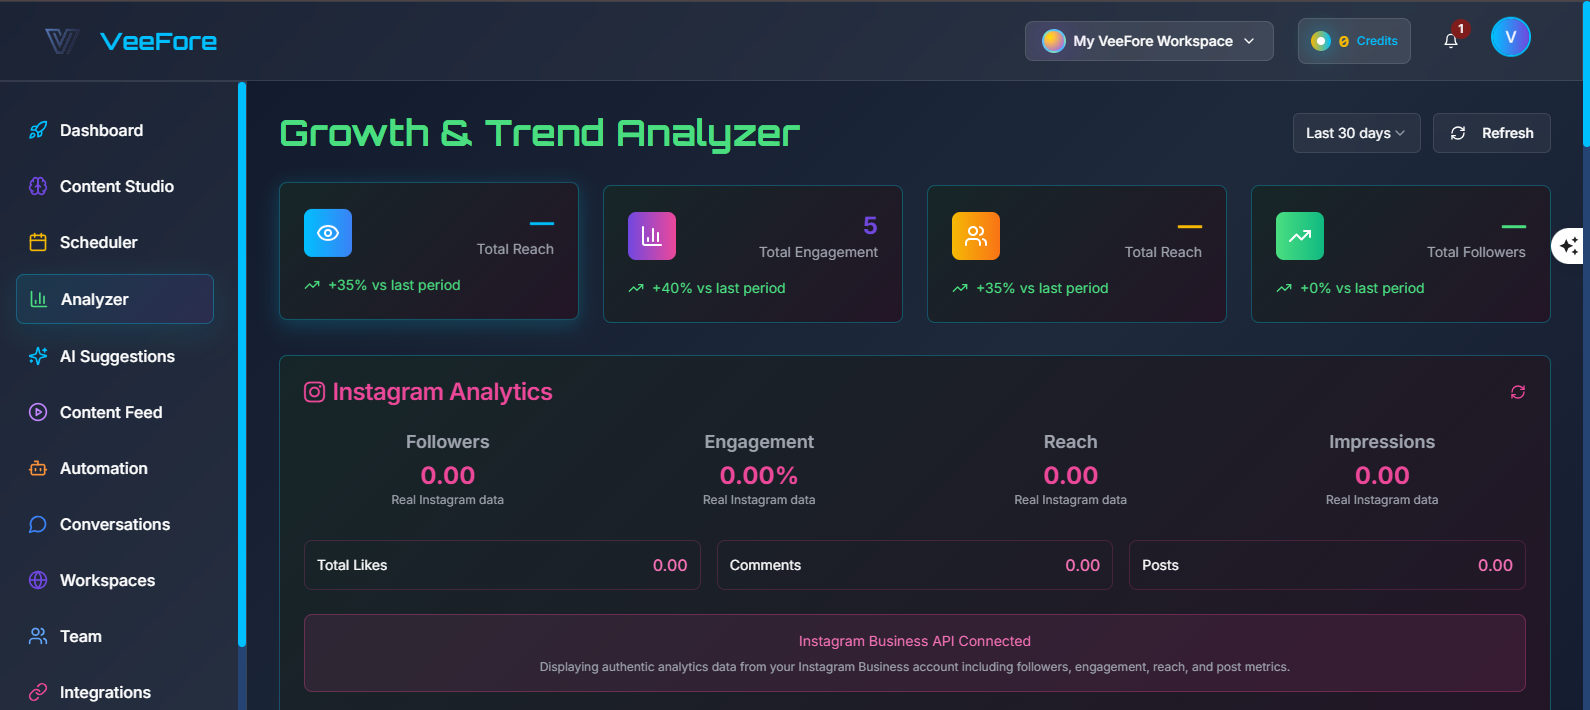 VeeFore
My VeeFore Workspace
0 Credits
1
V
Dashboard
Content Studio
Scheduler
Analyzer
AI Suggestions
Content Feed
Automation
Conversations
Workspaces
Team
Integrations
Growth & Trend Analyzer
Last 30 days
Refresh
—
Total Reach
+35% vs last period
5
Total Engagement
+40% vs last period
—
Total Reach
+35% vs last period
—
Total Followers
+0% vs last period
Instagram Analytics
Followers
0.00
Real Instagram data
Engagement
0.00%
Real Instagram data
Reach
0.00
Real Instagram data
Impressions
0.00
Real Instagram data
Total Likes 0.00
Comments 0.00
Posts 0.00
Instagram Business API Connected
Displaying authentic analytics data from your Instagram Business account including followers, engagement, reach, and post metrics.